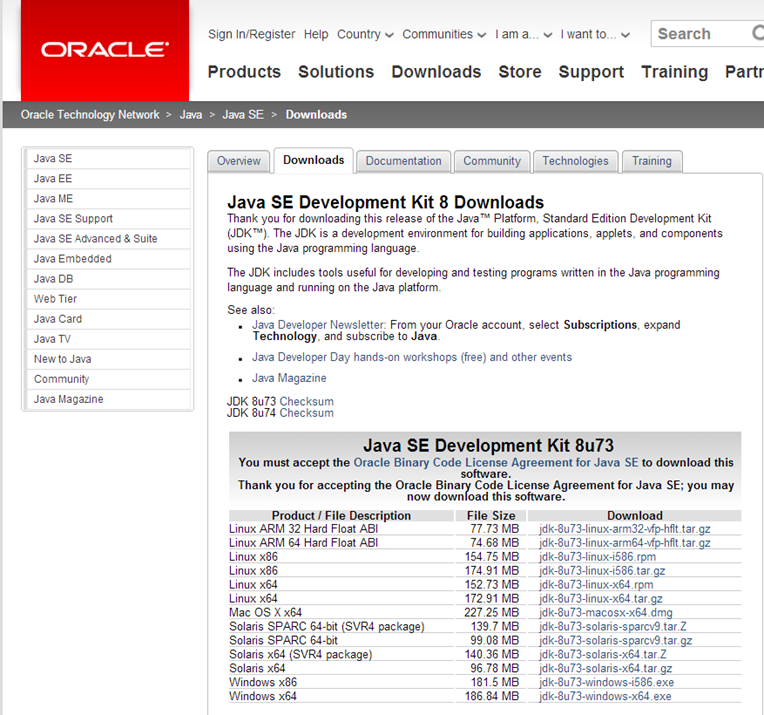 ORACLE
Sign In/Register Help Country Communities I am a... I want to... Search
Products Solutions Downloads Store Support Training Partr
Oracle Technology Network > Java > Java SE > Downloads
Java SE
Java EE
Java ME
Java SE Support
Java SE Advanced & Suite
Java Embedded
Java DB
Web Tier
Java Card
Java TV
New to Java
Community
Java Magazine
Overview Downloads Documentation Community Technologies Training
Java SE Development Kit 8 Downloads
Thank you for downloading this release of the Java™ Platform, Standard Edition Development Kit
(JDK™). The JDK is a development environment for building applications, applets, and components
using the Java programming language.
The JDK includes tools useful for developing and testing programs written in the Java programming
language and running on the Java platform.
See also:
• Java Developer Newsletter: From your Oracle account, select Subscriptions, expand
Technology, and subscribe to Java.
• Java Developer Day hands-on workshops (free) and other events
• Java Magazine
JDK 8u73 Checksum
JDK 8u74 Checksum
Java SE Development Kit 8u73
You must accept the Oracle Binary Code License Agreement for Java SE to download this
software.
Thank you for accepting the Oracle Binary Code License Agreement for Java SE; you may
now download this software.
Product / File Description File Size Download
Linux ARM 32 Hard Float ABI 77.73 MB jdk-8u73-linux-arm32-vfp-hflt.tar.gz
Linux ARM 64 Hard Float ABI 74.68 MB jdk-8u73-linux-arm64-vfp-hflt.tar.gz
Linux x86 154.75 MB jdk-8u73-linux-i586.rpm
Linux x86 174.91 MB jdk-8u73-linux-i586.tar.gz
Linux x64 152.73 MB jdk-8u73-linux-x64.rpm
Linux x64 172.91 MB jdk-8u73-linux-x64.tar.gz
Mac OS X x64 227.25 MB jdk-8u73-macosx-x64.dmg
Solaris SPARC 64-bit (SVR4 package) 139.7 MB jdk-8u73-solaris-sparcv9.tar.Z
Solaris SPARC 64-bit 99.08 MB jdk-8u73-solaris-sparcv9.tar.gz
Solaris x64 (SVR4 package) 140.36 MB jdk-8u73-solaris-x64.tar.Z
Solaris x64 96.78 MB jdk-8u73-solaris-x64.tar.gz
Windows x86 181.5 MB jdk-8u73-windows-i586.exe
Windows x64 186.84 MB jdk-8u73-windows-x64.exe